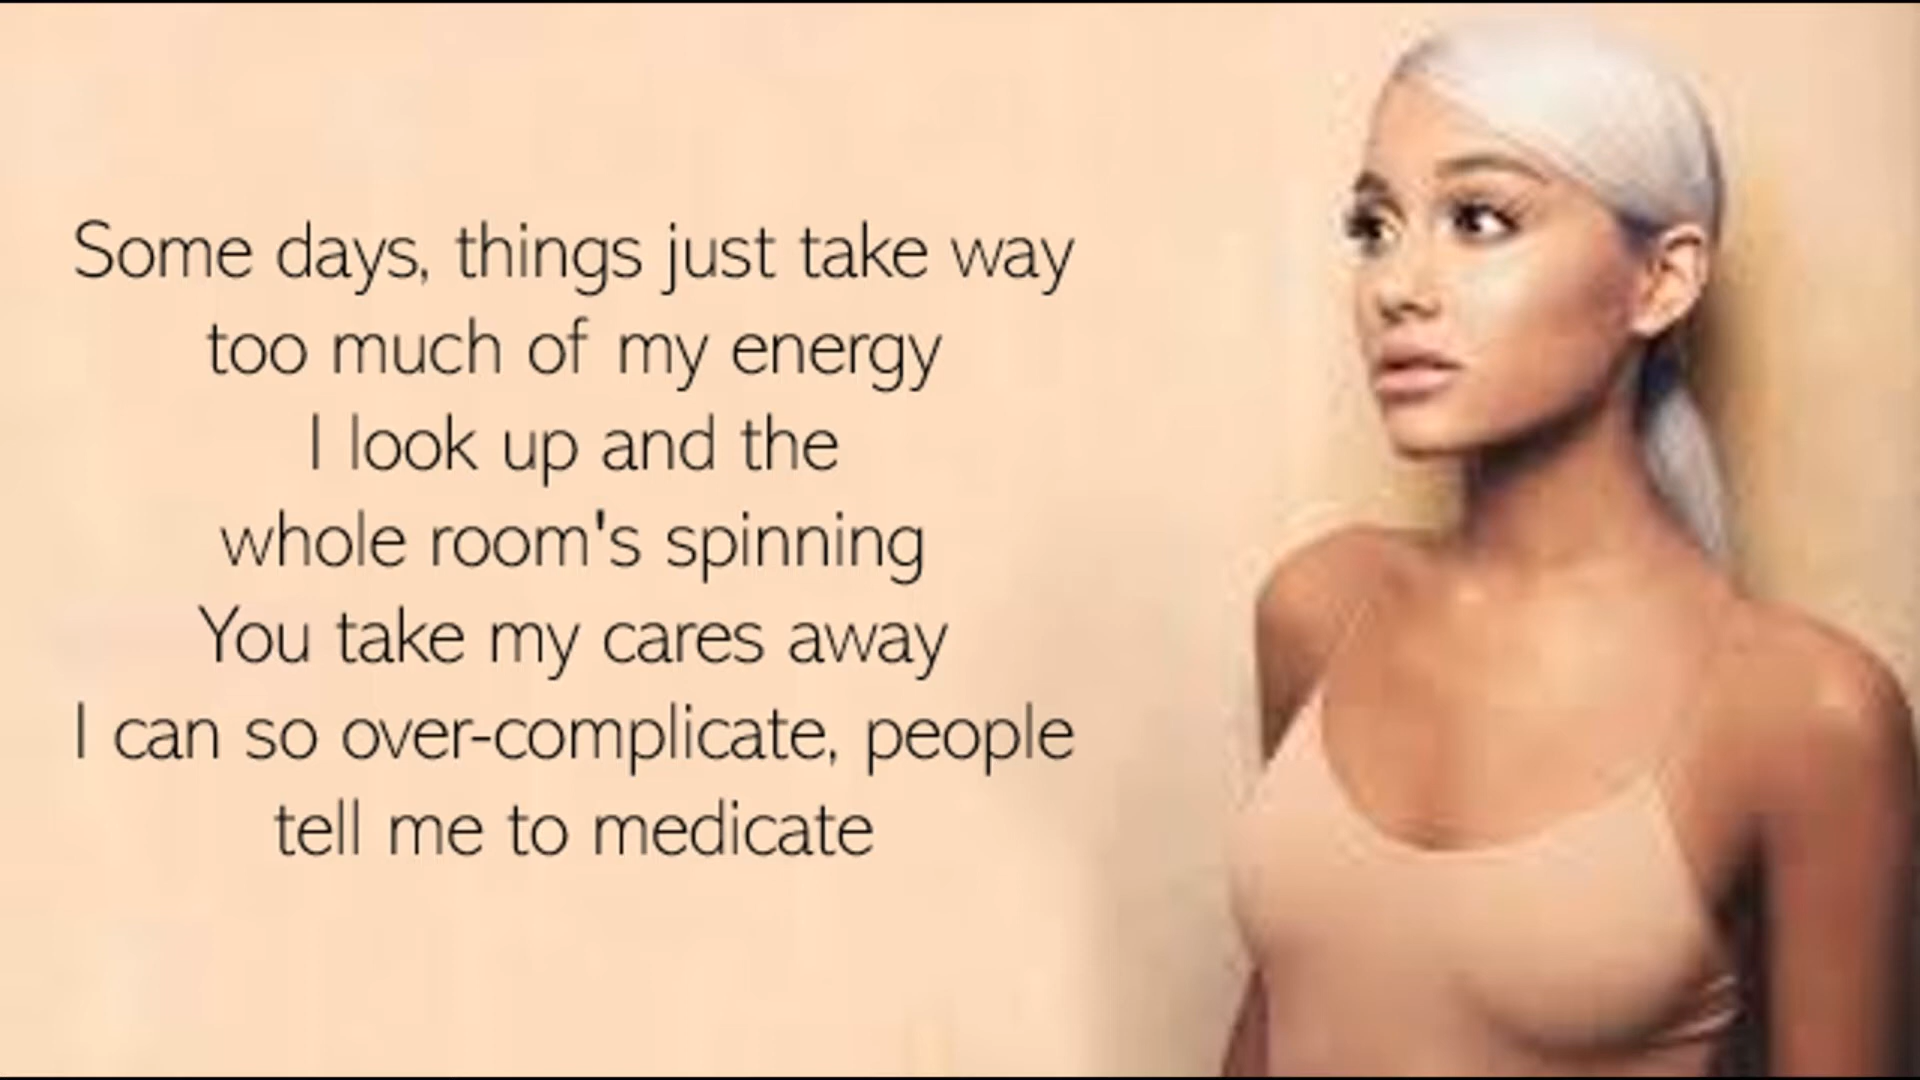 Some days, things just take way
too much of my energy
I look up and the
whole room's spinning
You take my cares away
I can so over-complicate, people
tell me to medicate